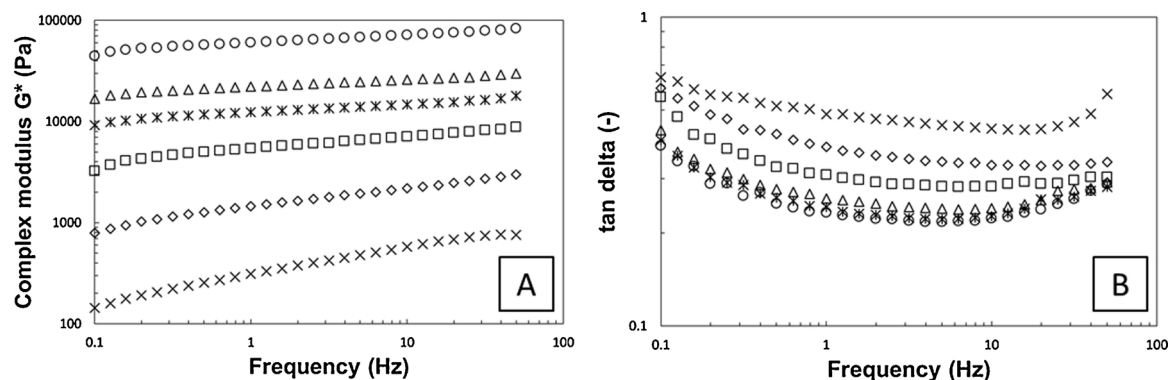 100000
10000
1000
100
0.1
1
10
100
Complex modulus G* (Pa)
Frequency (Hz)
A
1
0.1
0.1
1
10
100
tan delta (-)
Frequency (Hz)
B